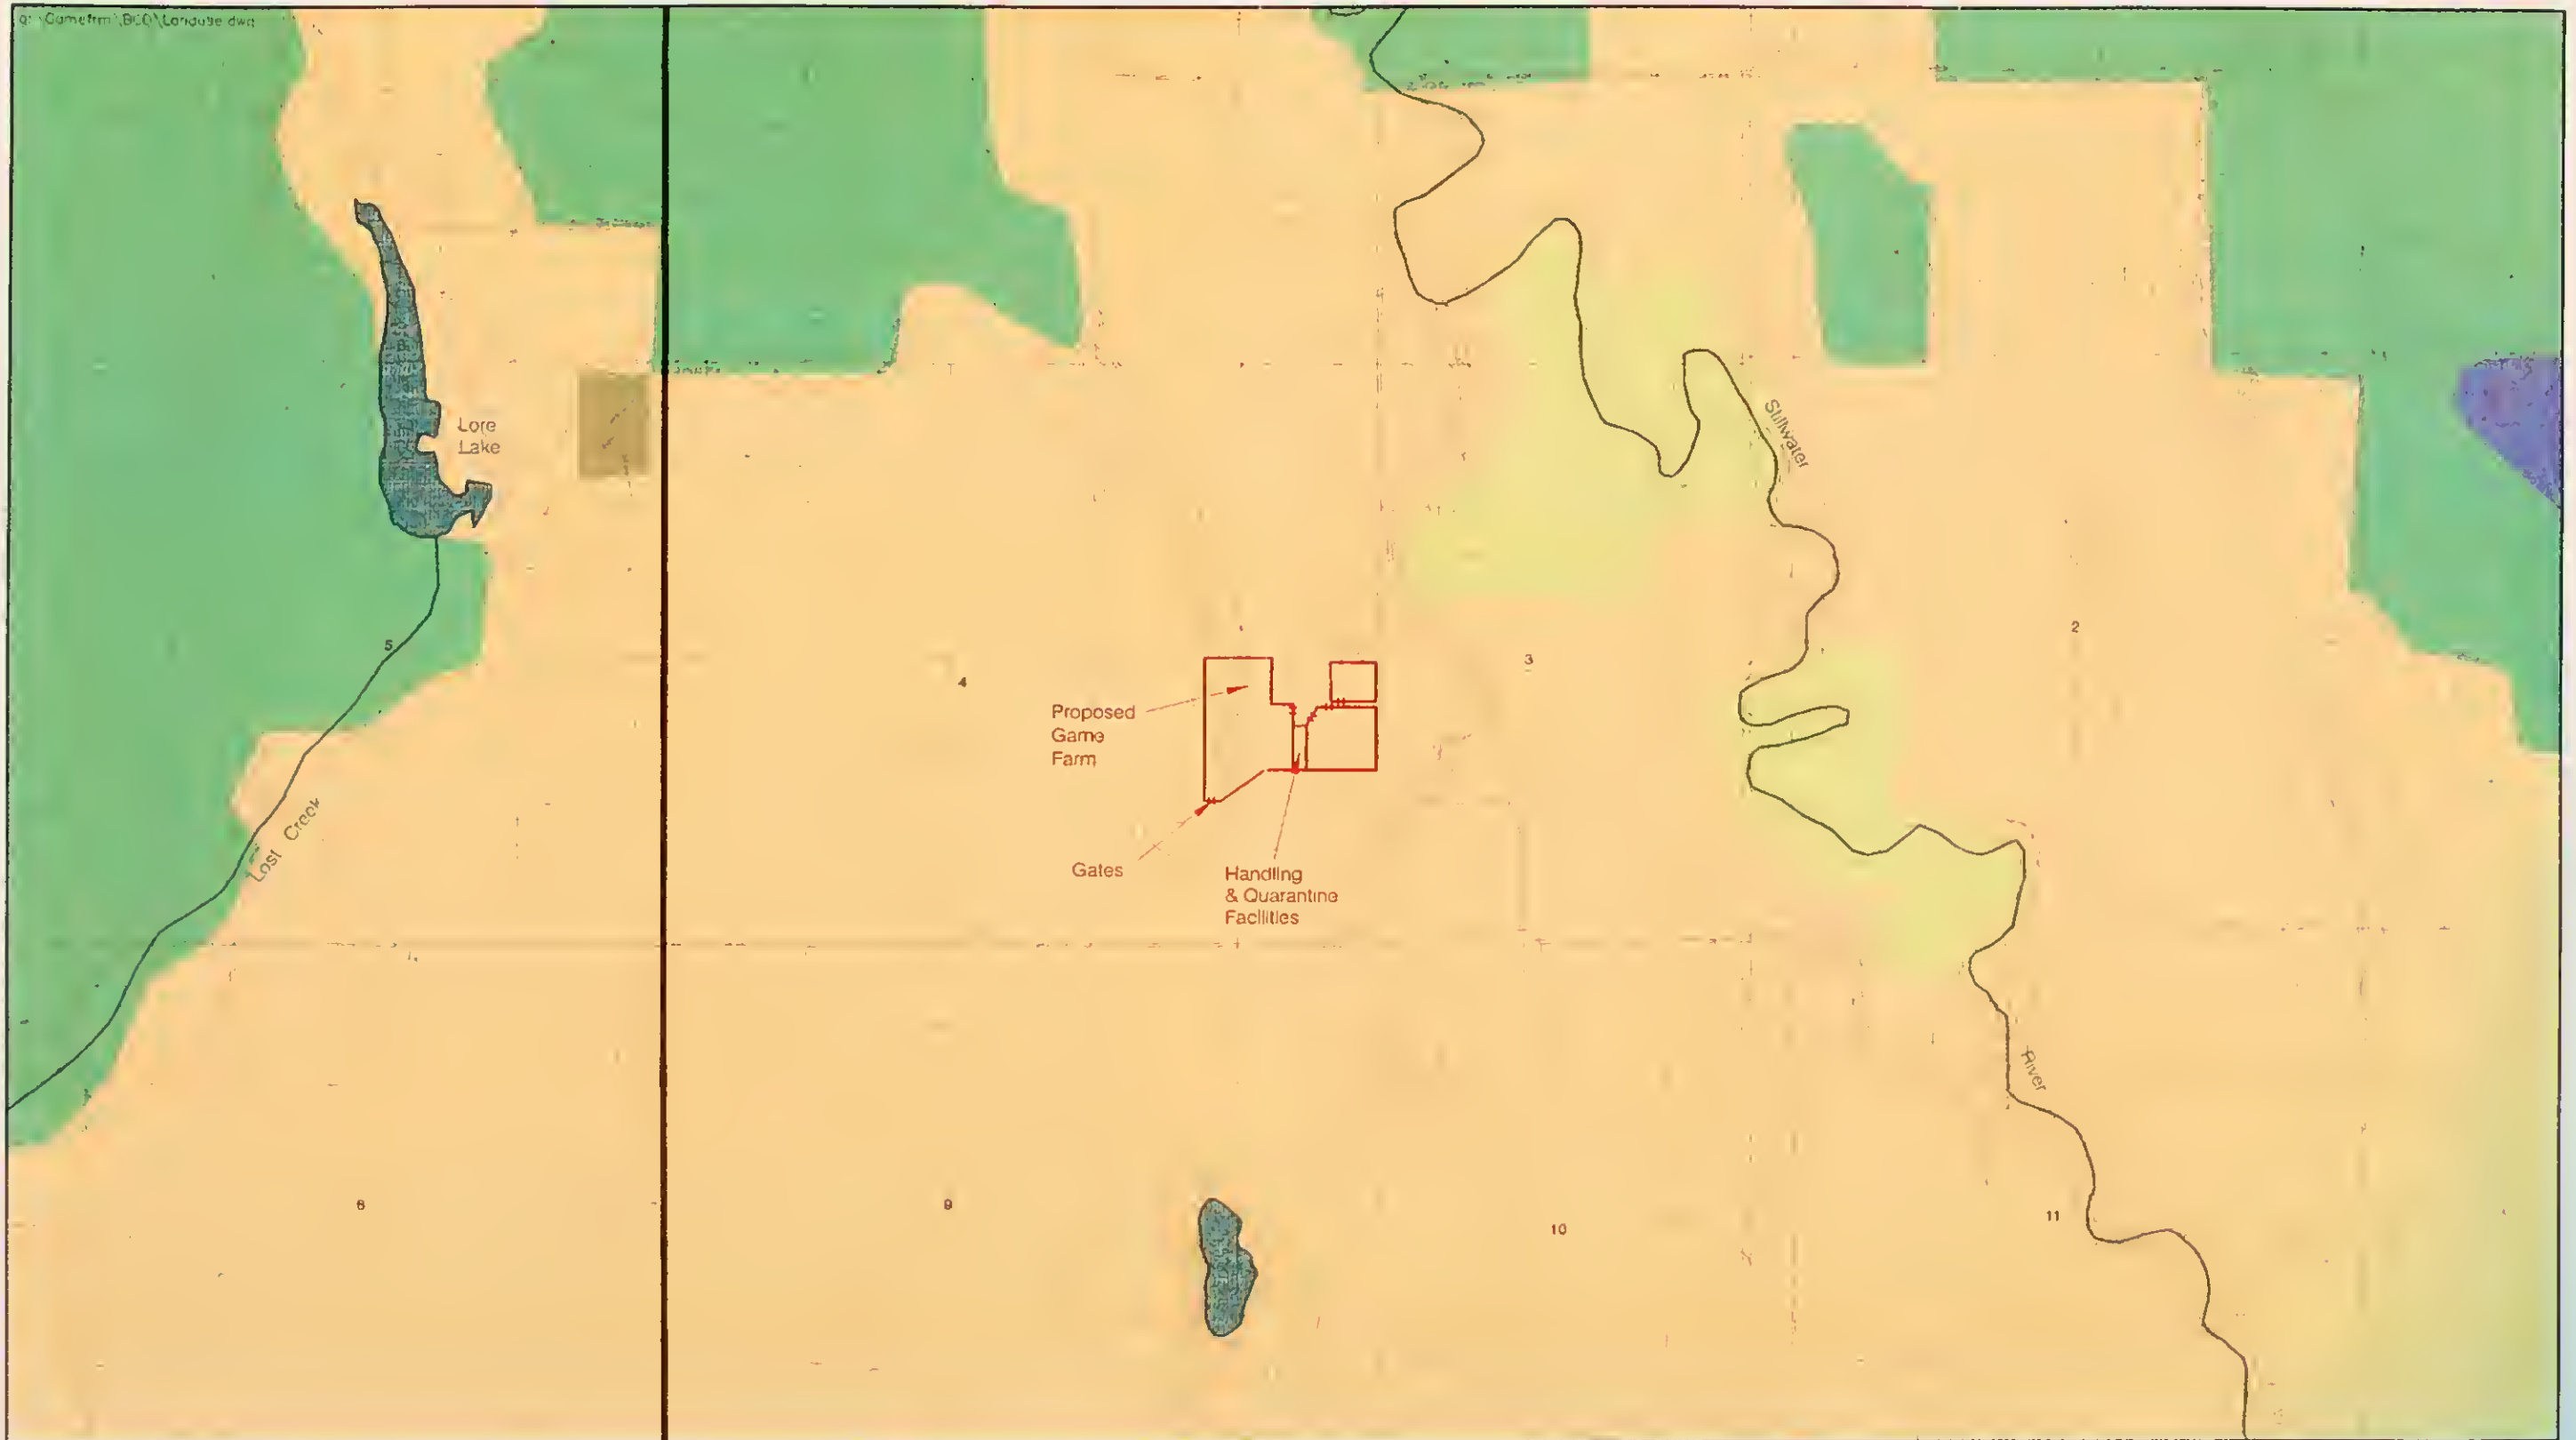 Lore
Lake
Stillwater
5
4
3
2
Proposed
Game
Farm
Lost Creek
Gates
Handling
& Quarantine
Facilities
River
8
9
10
11